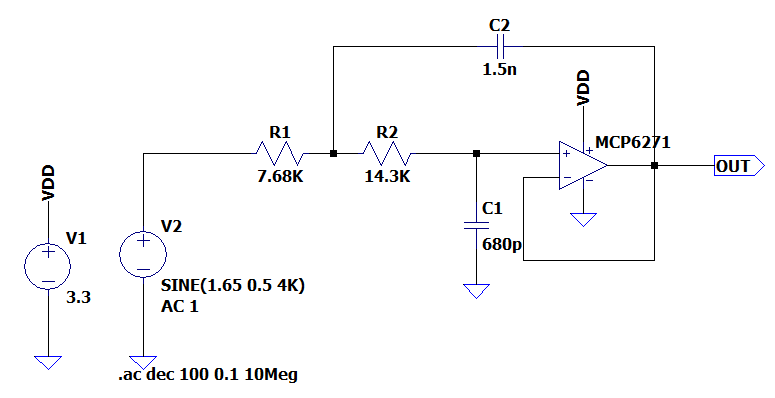 C2
1.5n
VDD
R1
R2
MCP6271
7.68K
14.3K
OUT
VDD
C1
V1
V2
680p
SINE(1.65 0.5 4K)
3.3
AC 1
.ac dec 100 0.1 10Meg